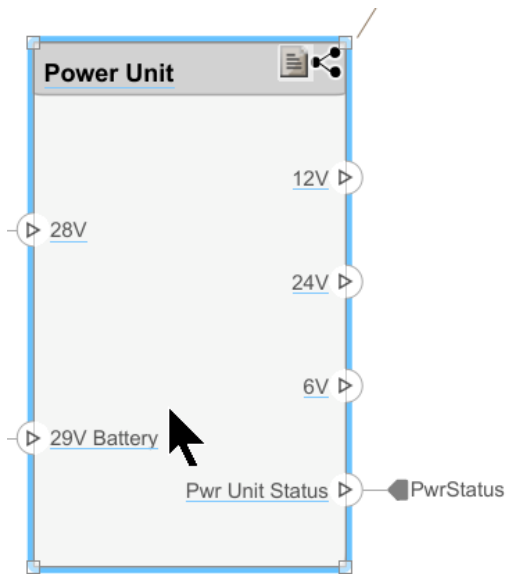 Power Unit
12V
28V
24V
6V
29V Battery
Pwr Unit Status
PwrStatus